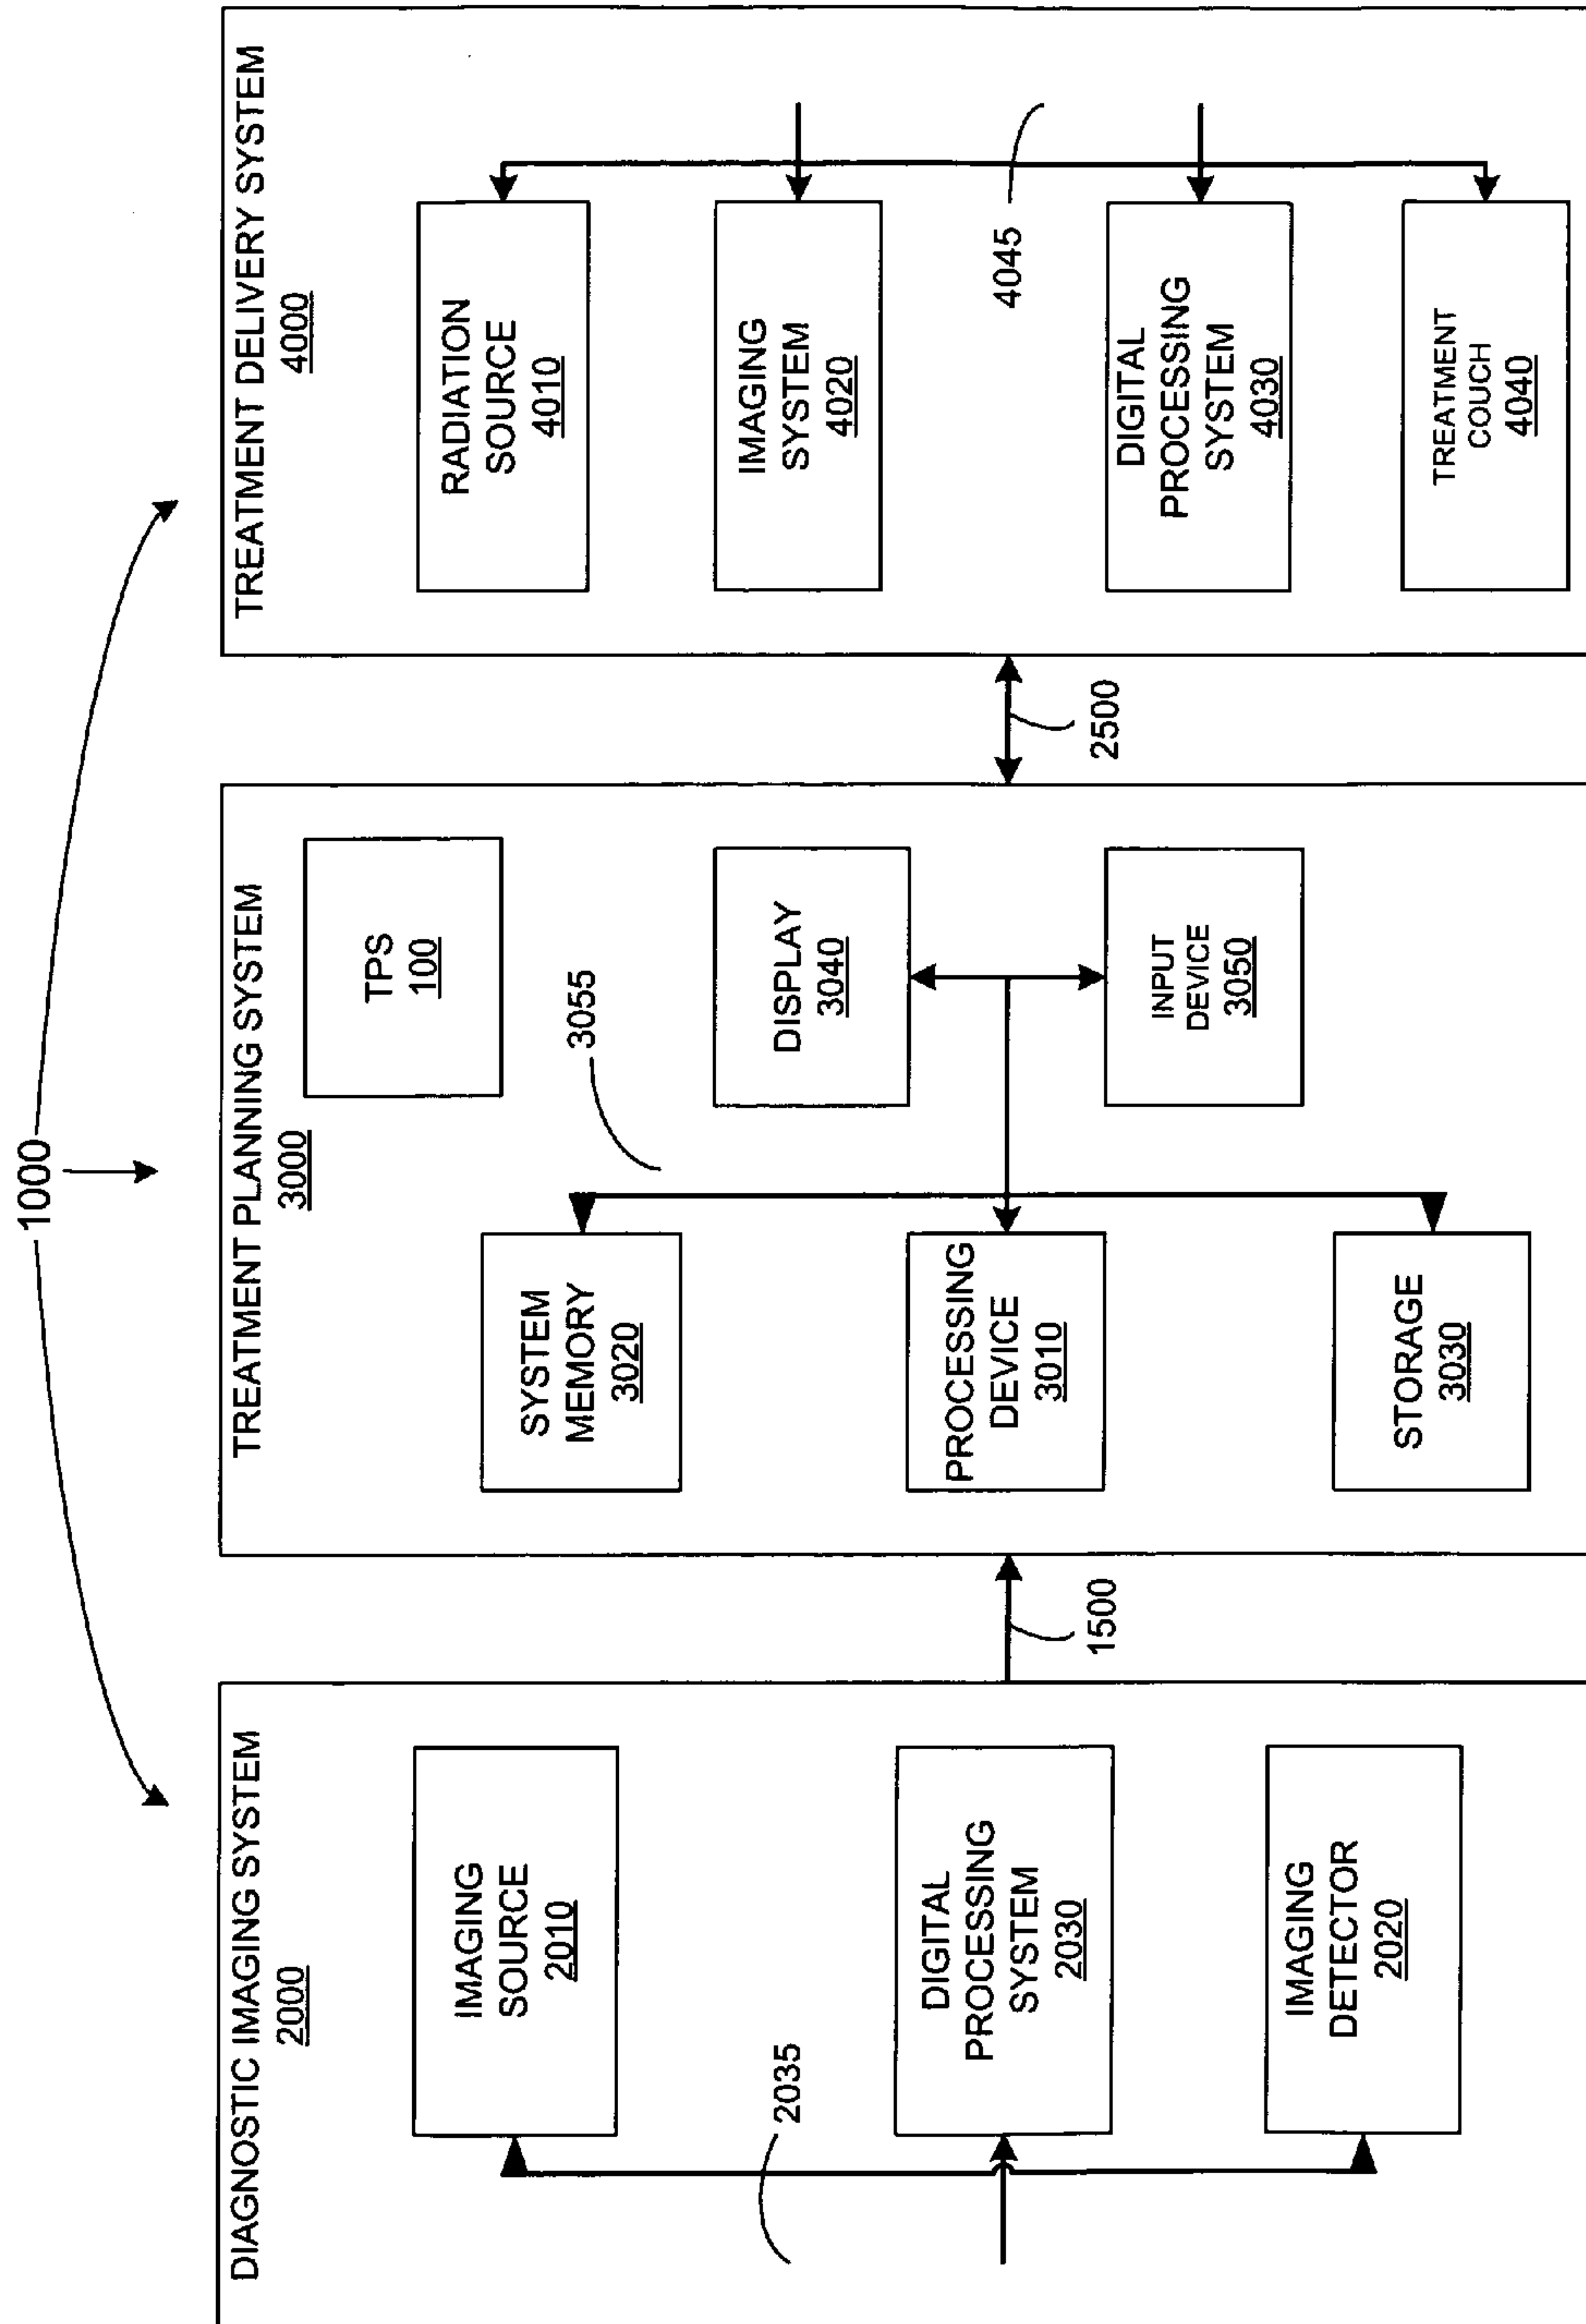 1000
DIAGNOSTIC IMAGING SYSTEM
2000
IMAGING
SOURCE
2010
2035
DIGITAL
PROCESSING
SYSTEM
2030
IMAGING
DETECTOR
2020
1500
TREATMENT PLANNING SYSTEM
3000
TPS
100
SYSTEM
MEMORY
3020
3055
DISPLAY
3040
PROCESSING
DEVICE
3010
INPUT
DEVICE
3050
STORAGE
3030
2500
TREATMENT DELIVERY SYSTEM
4000
RADIATION
SOURCE
4010
IMAGING
SYSTEM
4020
4045
DIGITAL
PROCESSING
SYSTEM
4030
TREATMENT
COUCH
4040